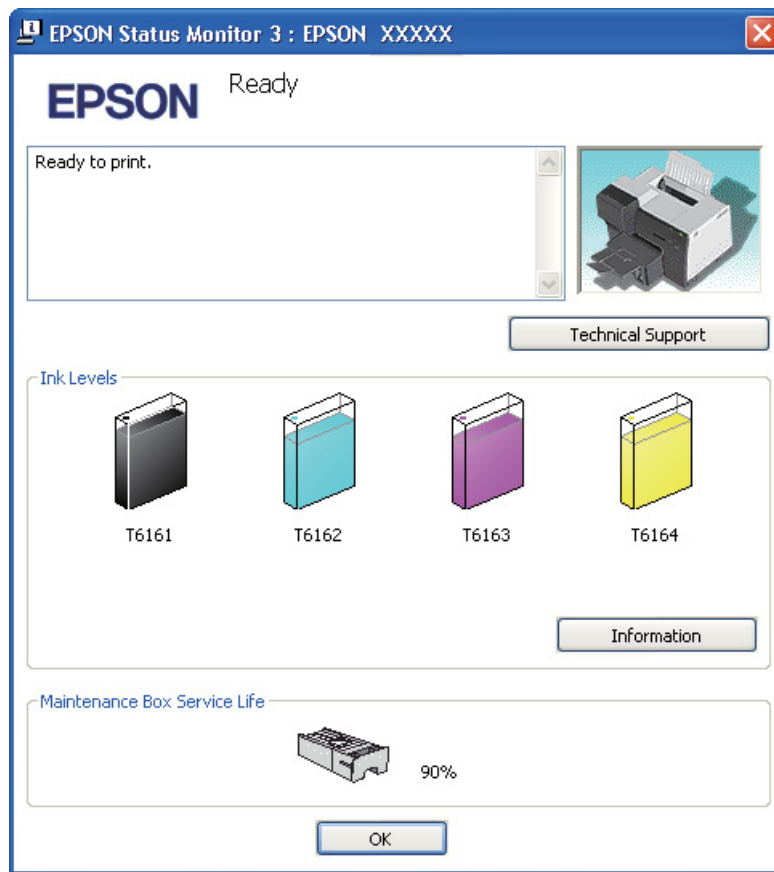 EPSON Status Monitor 3 : EPSON XXXXX
EPSON
Ready
Ready to print.
Technical Support
Ink Levels
T6161
T6162
T6163
T6164
Information
Maintenance Box Service Life
90%
OK